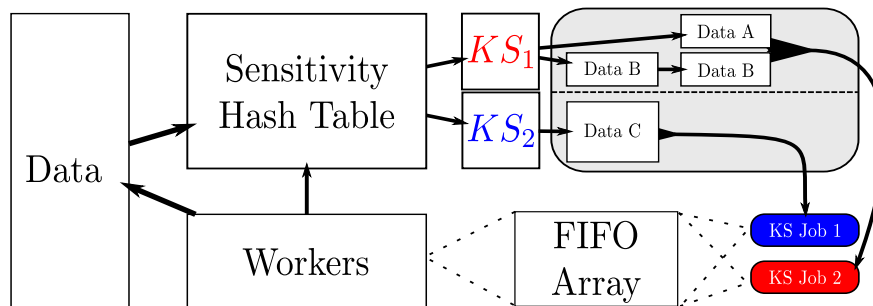 Data
Sensitivity
Hash Table
KS₁
KS₂
Data A
Data B
Data B
Data C
Workers
FIFO
Array
KS Job 1
KS Job 2